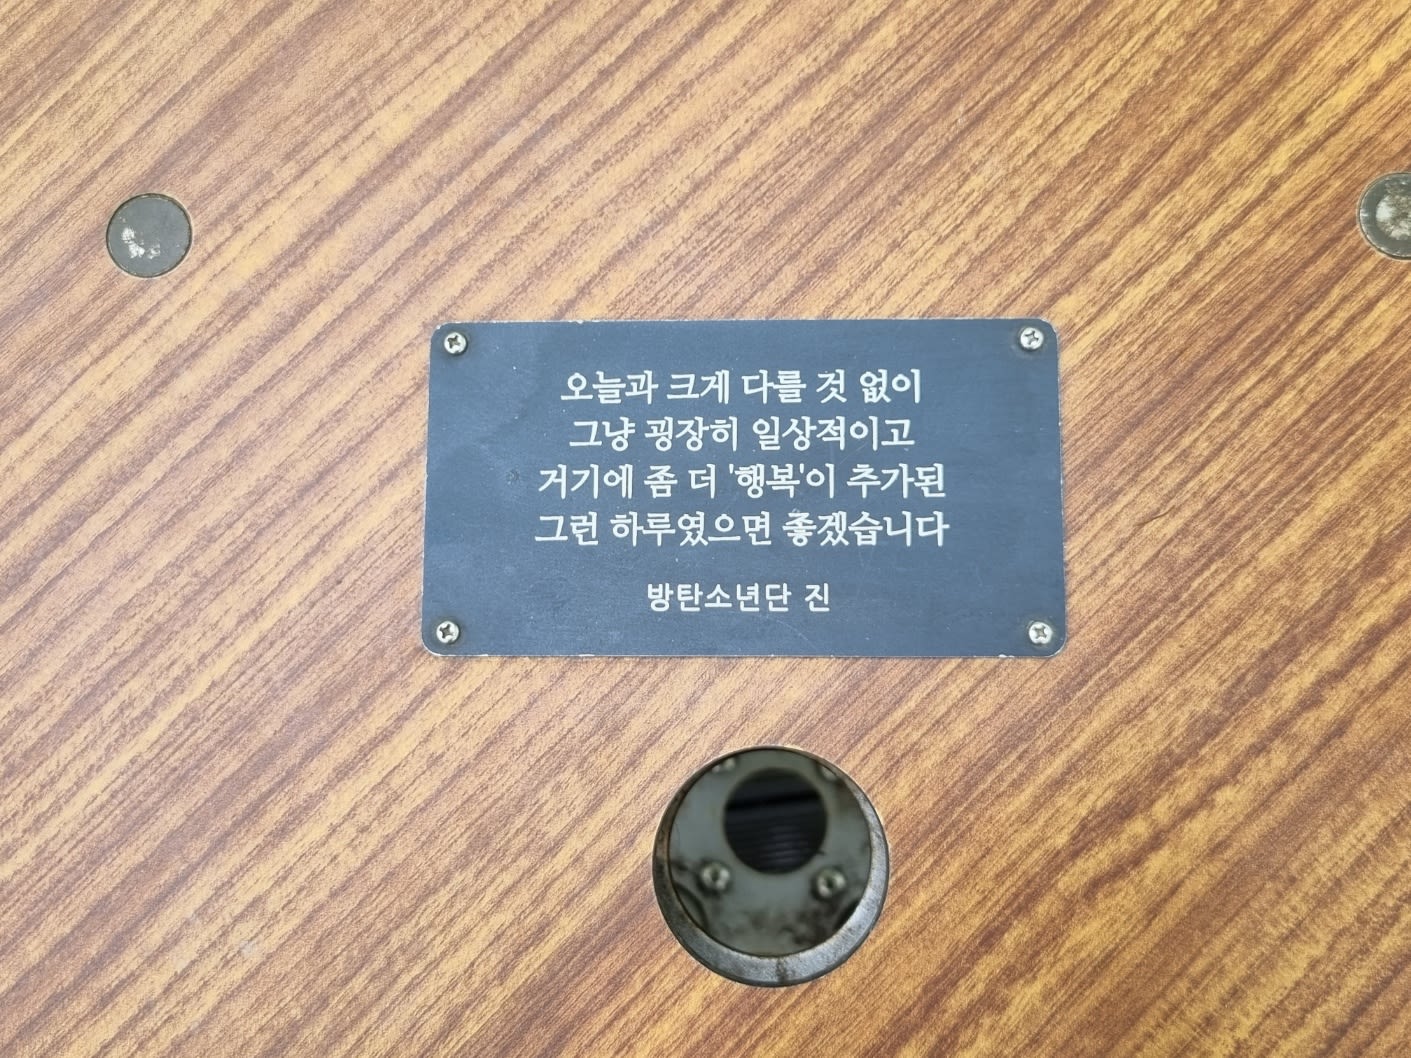 오늘과 크게 다를 것 없이
그냥 굉장히 일상적이고
거기에 좀 더 '행복'이 추가된
그런 하루였으면 좋겠습니다
방탄소년단 진